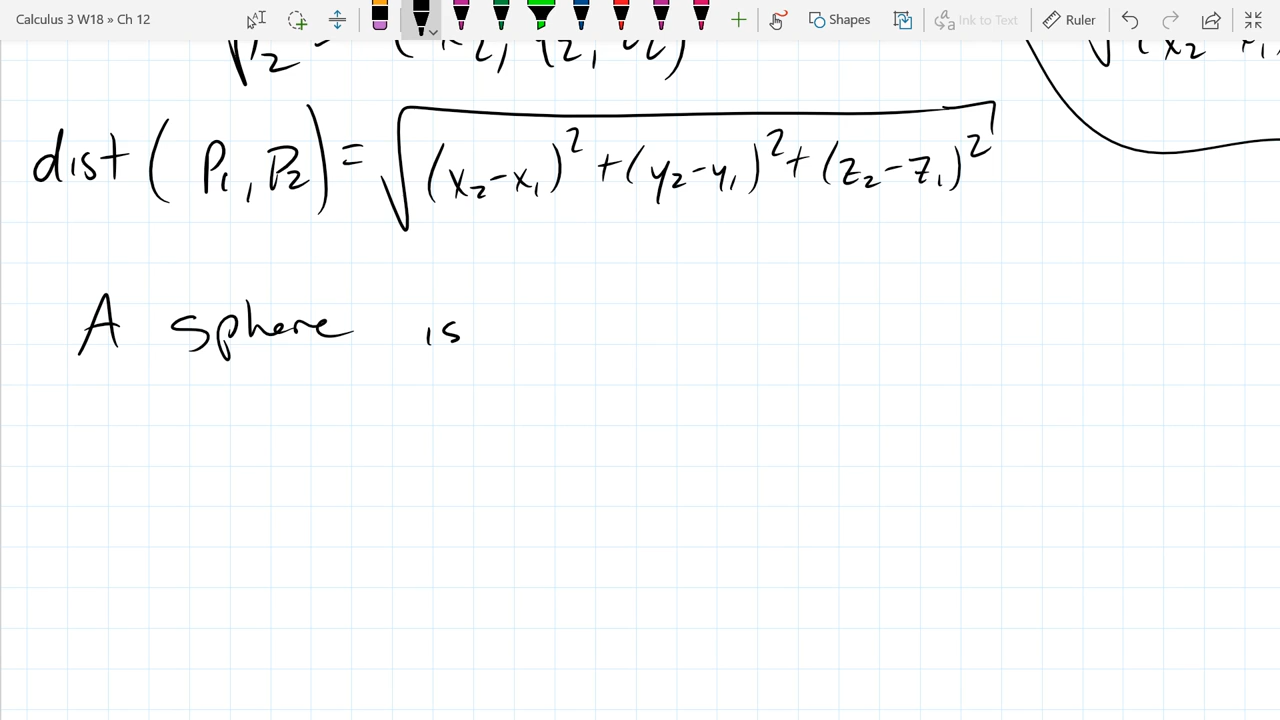 Calculus 3 W18 » Ch 12
Shapes
Ink to Text
Ruler
dist(P₁, P₂) = √((x₂-x₁)² + (y₂-y₁)² + (z₂-z₁)²)
A sphere is